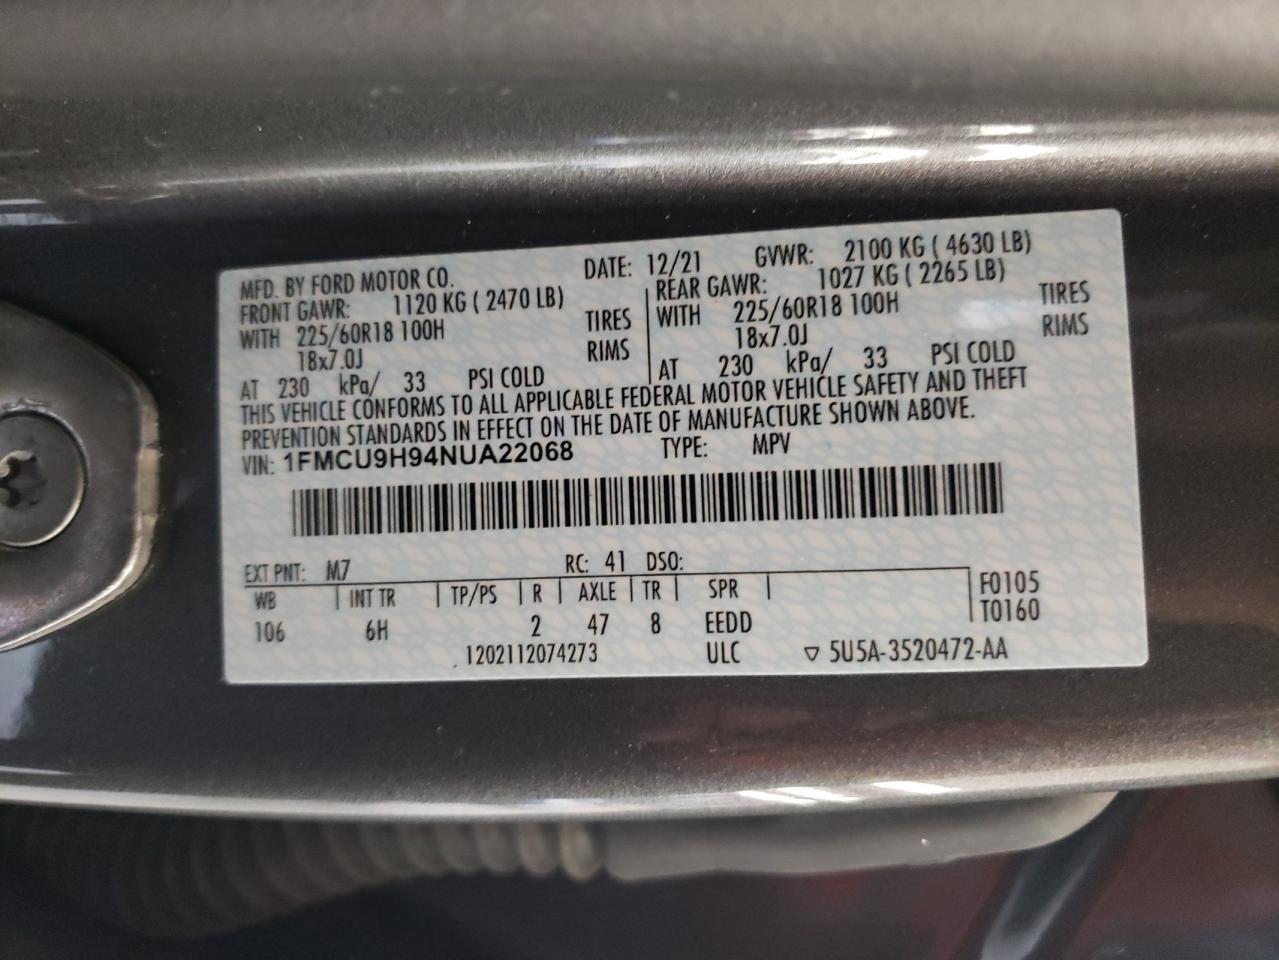 MFD. BY FORD MOTOR CO. DATE: 12/21 GVWR: 2100 KG ( 4630 LB)
FRONT GAWR: 1120 KG ( 2470 LB) REAR GAWR: 1027 KG ( 2265 LB)
WITH 225/60R18 100H TIRES WITH 225/60R18 100H TIRES
18x7.0J RIMS 18x7.0J RIMS
AT 230 kPa/ 33 PSI COLD AT 230 kPa/ 33 PSI COLD
THIS VEHICLE CONFORMS TO ALL APPLICABLE FEDERAL MOTOR VEHICLE SAFETY AND THEFT
PREVENTION STANDARDS IN EFFECT ON THE DATE OF MANUFACTURE SHOWN ABOVE.
VIN: 1FMCU9H94NUA22068 TYPE: MPV
EXT PNT: M7 RC: 41 DSO:
WB INT TR TP/PS R AXLE TR SPR F0105
106 6H 2 47 8 EEDD T0160
1202112074273 ULC ▽ 5U5A-3520472-AA